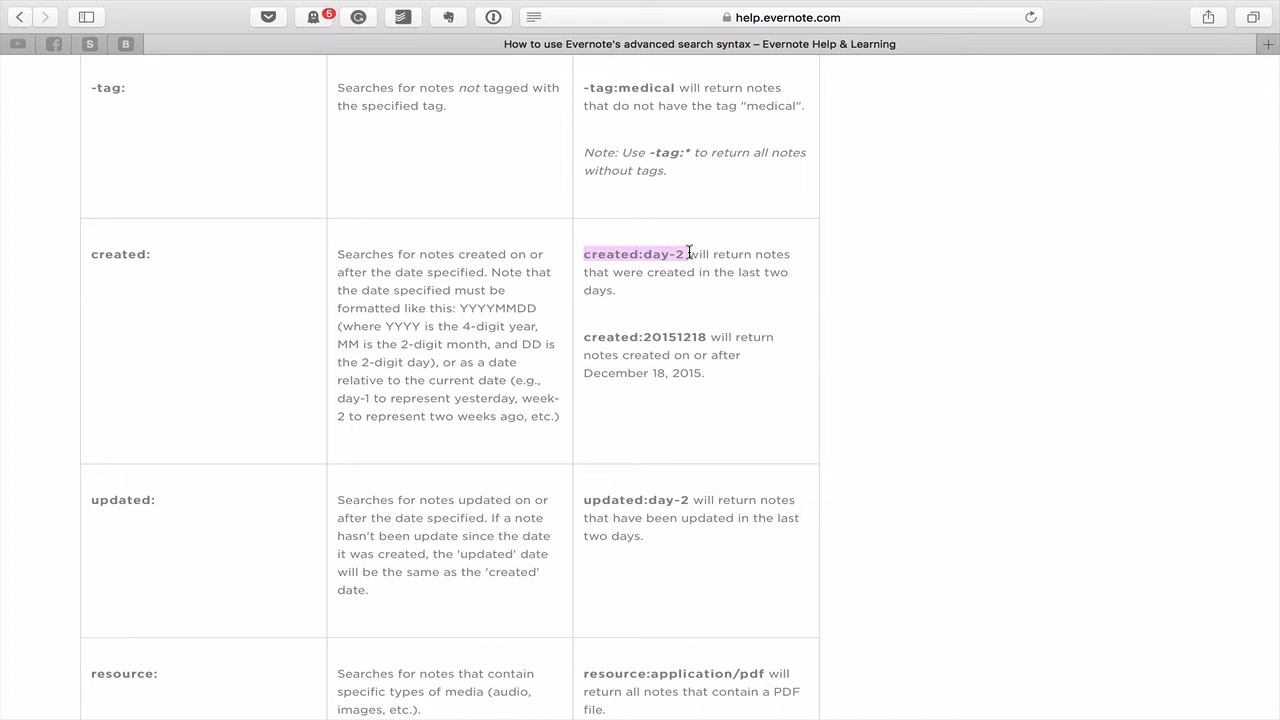 5
help.evernote.com
How to use Evernote's advanced search syntax – Evernote Help & Learning
S
B
-tag:
Searches for notes not tagged with
the specified tag.
-tag:medical will return notes
that do not have the tag "medical".
Note: Use -tag:* to return all notes
without tags.
created:
Searches for notes created on or
after the date specified. Note that
the date specified must be
formatted like this: YYYYMMDD
(where YYYY is the 4-digit year,
MM is the 2-digit month, and DD is
the 2-digit day), or as a date
relative to the current date (e.g.,
day-1 to represent yesterday, week-
2 to represent two weeks ago, etc.)
created:day-2 will return notes
that were created in the last two
days.
created:20151218 will return
notes created on or after
December 18, 2015.
updated:
Searches for notes updated on or
after the date specified. If a note
hasn't been update since the date
it was created, the 'updated' date
will be the same as the 'created'
date.
updated:day-2 will return notes
that have been updated in the last
two days.
resource:
Searches for notes that contain
specific types of media (audio,
images, etc.).
resource:application/pdf will
return all notes that contain a PDF
file.